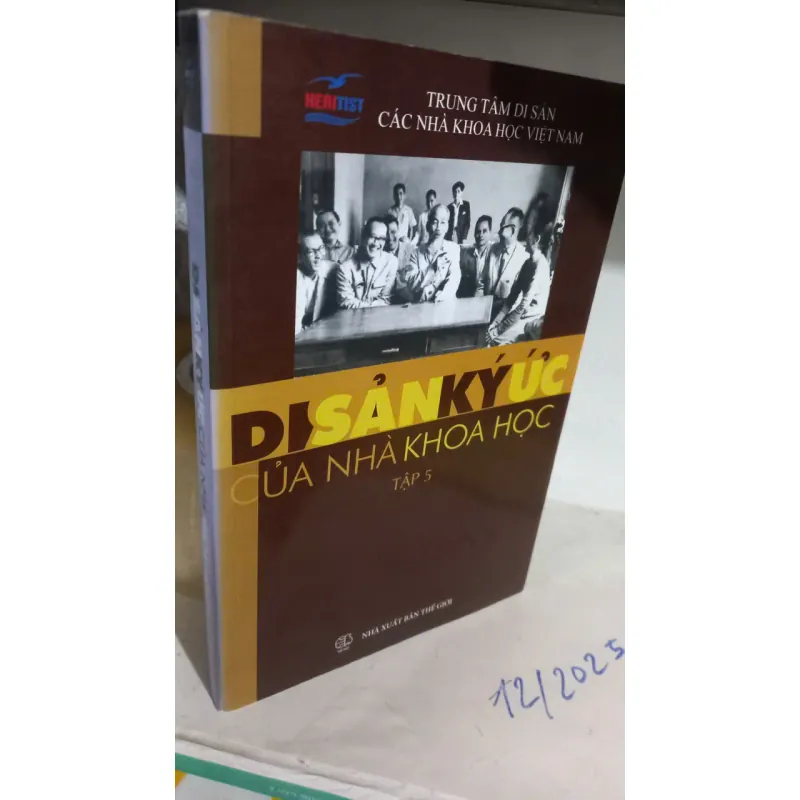 HERITIST
TRUNG TÂM DI SẢN
CÁC NHÀ KHOA HỌC VIỆT NAM
DI SẢN KÝ ỨC
CỦA NHÀ KHOA HỌC
TẬP 5
NHÀ XUẤT BẢN THẾ GIỚI
12/2025